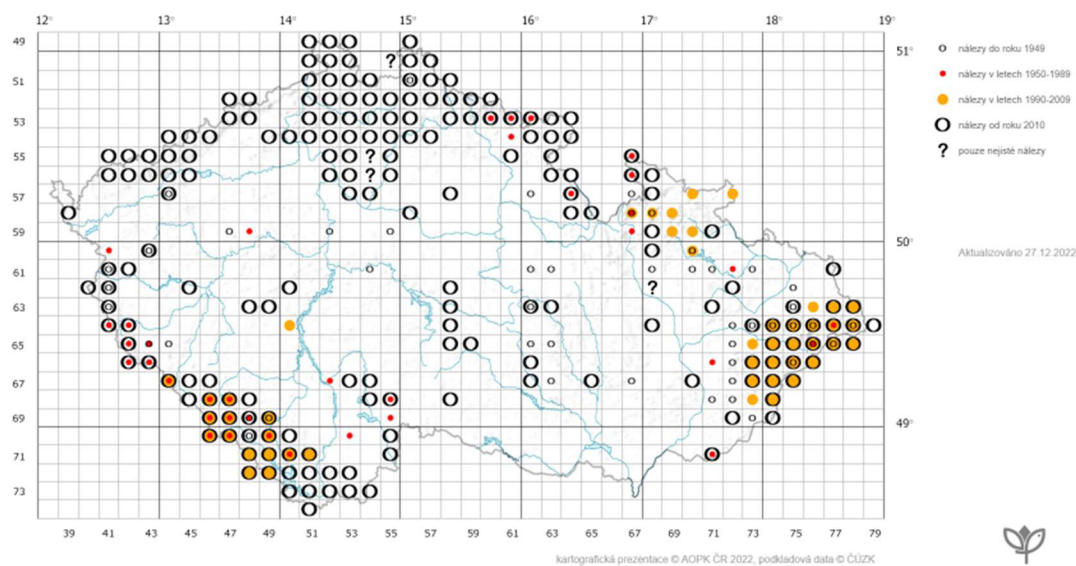 12° 13° 14° 15° 16° 17° 18° 19°
49
51
53
55
57
59
61
63
65
67
69
71
73
51°
50°
49°
? ? ? ?
39 41 43 45 47 49 51 53 55 57 59 61 63 65 67 69 71 73 75 77 79
nálezy do roku 1949
nálezy v letech 1950-1989
nálezy v letech 1990-2009
nálezy od roku 2010
? pouze nejisté nálezy
Aktualizováno 27.12.2022
kartografická prezentace © AOPK ČR 2022, podkladová data © ČÚZK